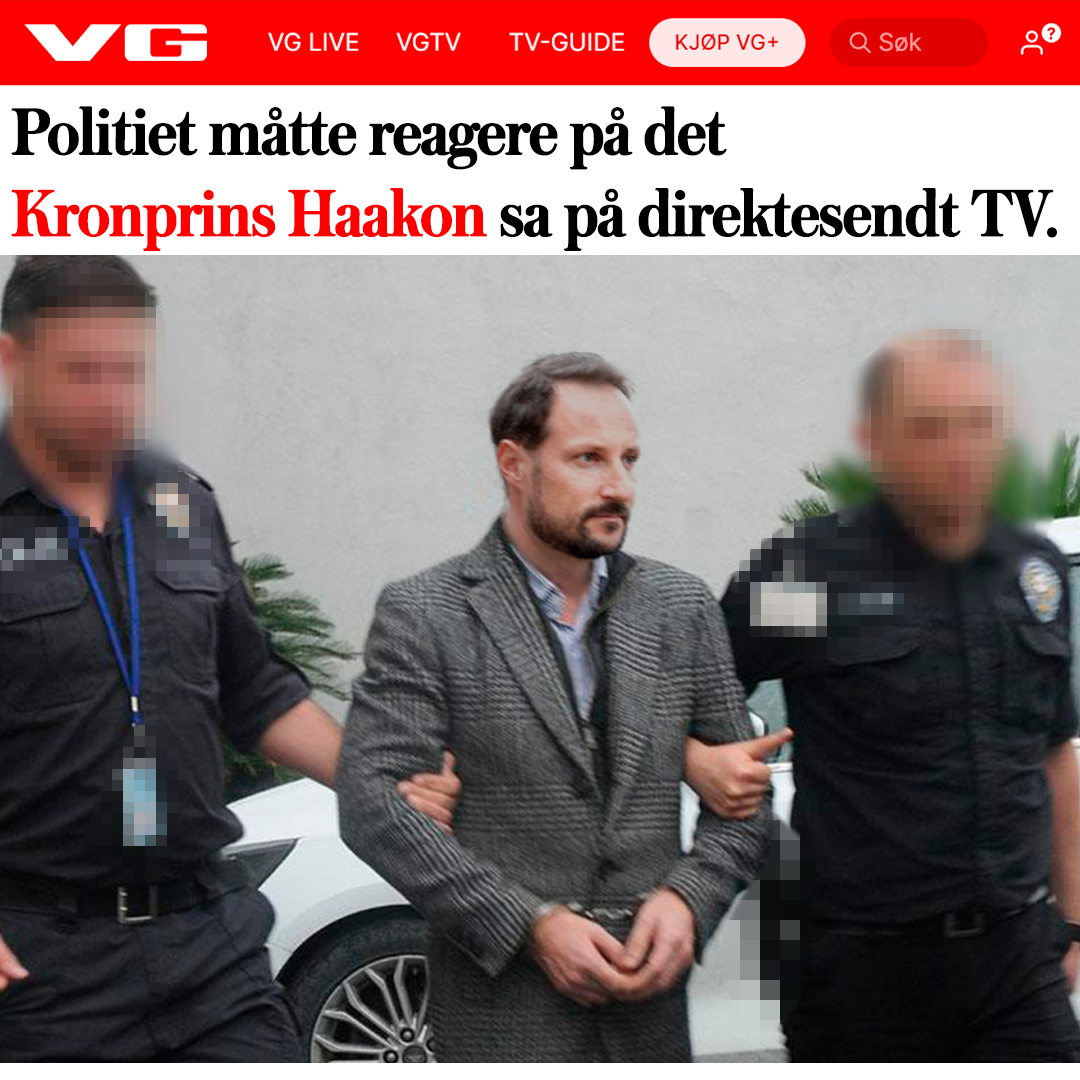 VG VG LIVE VGTV TV-GUIDE KJØP VG+ Søk ?
Politiet måtte reagere på det
Kronprins Haakon sa på direktesendt TV.